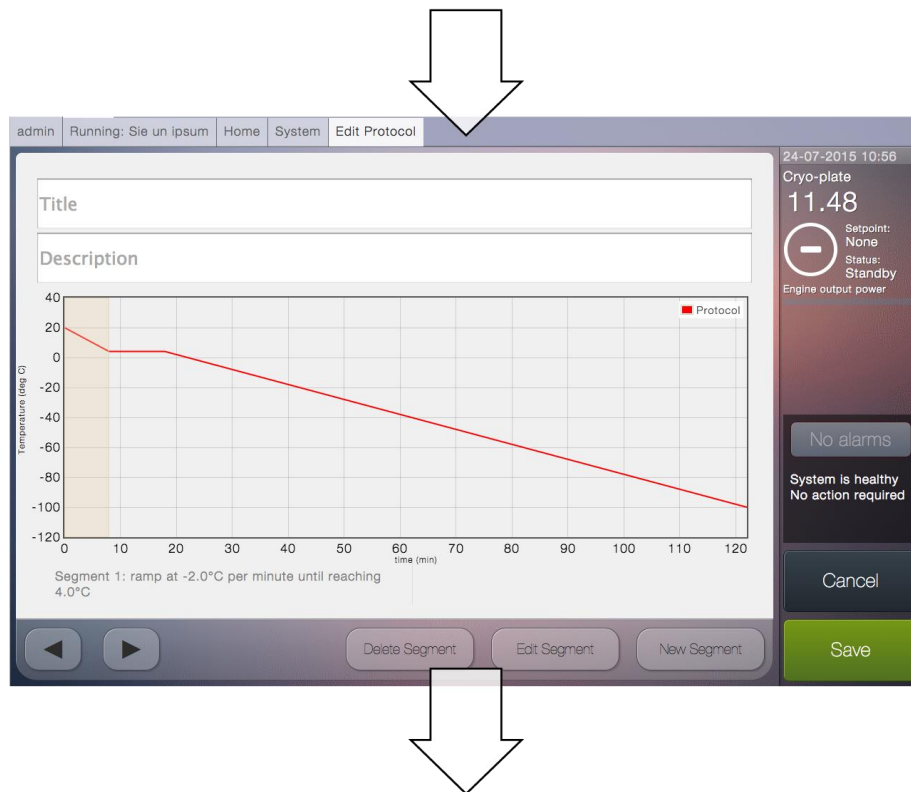 admin Running: Sie un ipsum Home System Edit Protocol
24-07-2015 10:56
Cryo-plate
11.48
Setpoint:
None
Status:
Standby
Engine output power
Title
Description
Protocol
Temperature (deg C)
40
20
0
-20
-40
-60
-80
-100
-120
0 10 20 30 40 50 60 70 80 90 100 110 120
time (min)
Segment 1: ramp at -2.0°C per minute until reaching
4.0°C
No alarms
System is healthy
No action required
Cancel
Delete Segment Edit Segment New Segment
Save